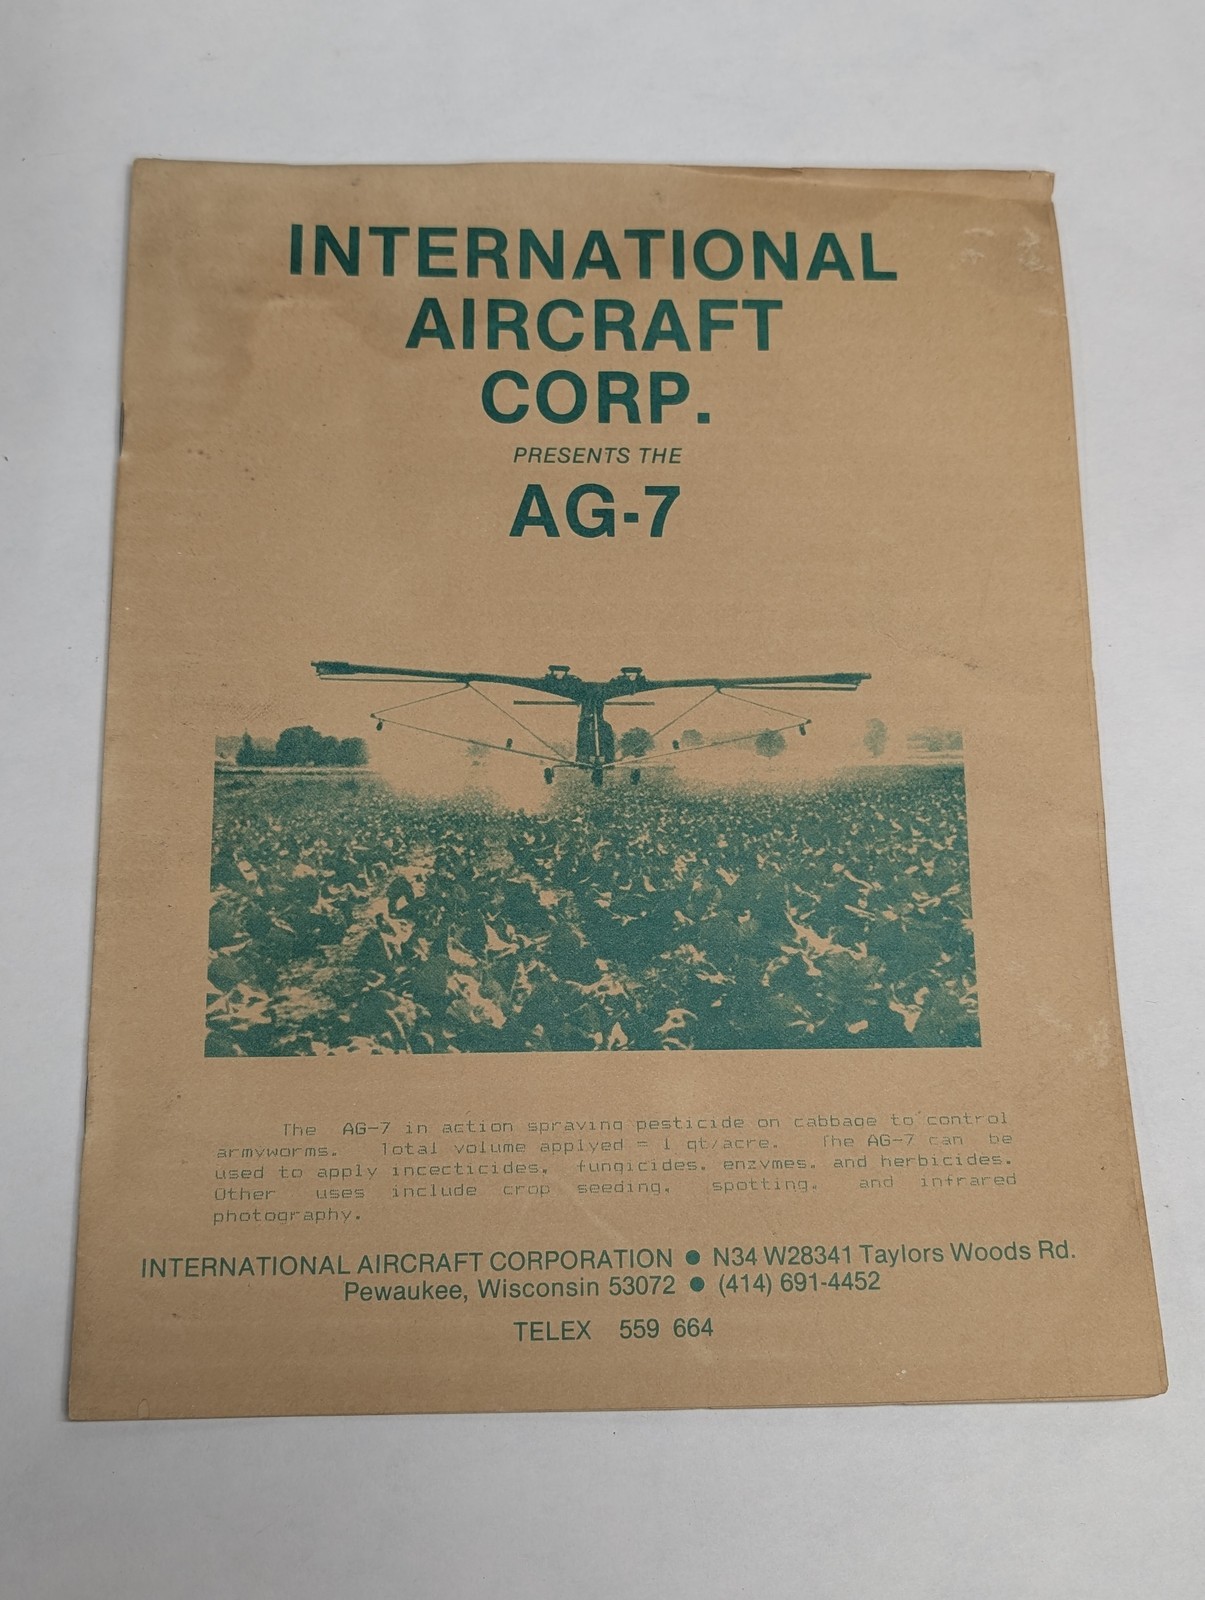 INTERNATIONAL
AIRCRAFT
CORP.
PRESENTS THE
AG-7
The AG-7 in action spraying pesticide on cabbage to control
armyworms. Total volume applyed = 1 qt/acre. The AG-7 can be
used to apply incecticides, fungicides, enzymes, and herbicides.
Other uses include crop seeding, spotting, and infrared
photography.
INTERNATIONAL AIRCRAFT CORPORATION ● N34 W28341 Taylors Woods Rd.
Pewaukee, Wisconsin 53072 ● (414) 691-4452
TELEX 559 664